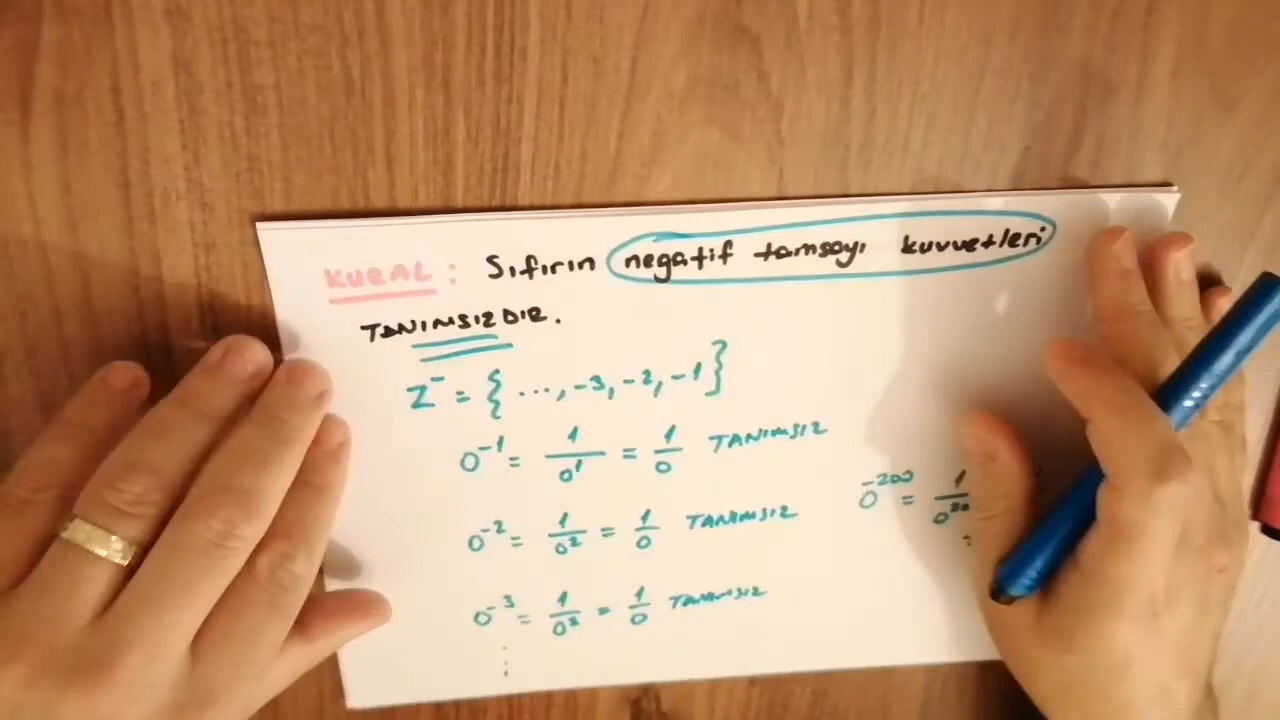 KURAL : Sıfırın negatif tamsayı kuvvetleri
TANIMSIZDIR.
Z⁻ = { ..., -3, -2, -1 }
0⁻¹ = 1/0¹ = 1/0 TANIMSIZ
0⁻² = 1/0² = 1/0 TANIMSIZ
0⁻³ = 1/0³ = 1/0 TANIMSIZ
⋮
0⁻²⁰⁰ = 1